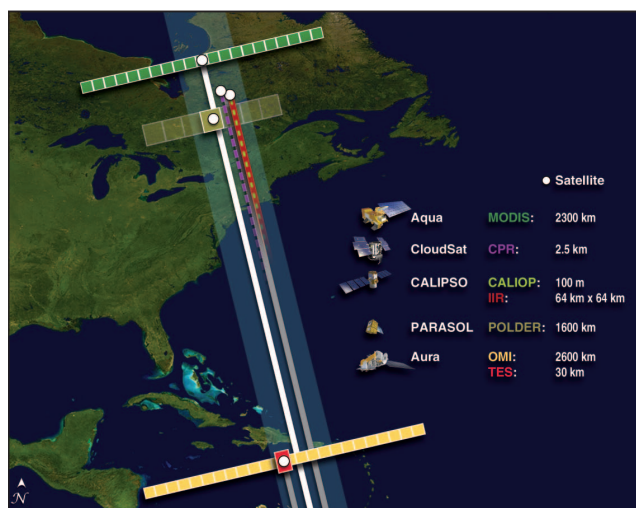 Satellite
Aqua MODIS: 2300 km
CloudSat CPR: 2.5 km
CALIPSO CALIOP: 100 m
IIR: 64 km x 64 km
PARASOL POLDER: 1600 km
Aura OMI: 2600 km
TES: 30 km
N